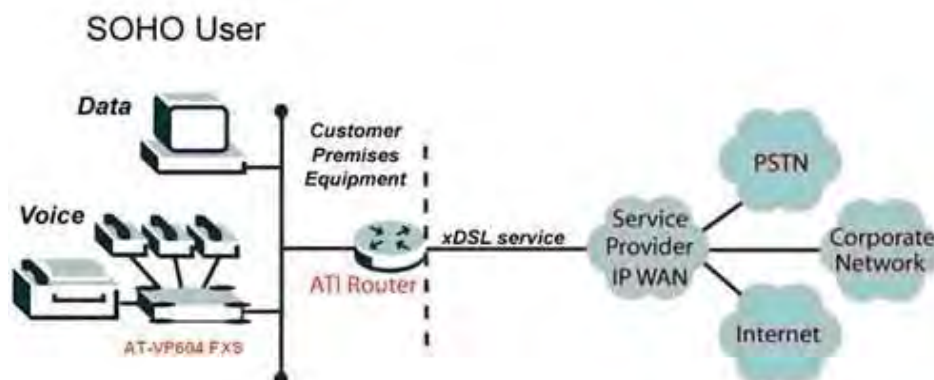 SOHO User
Data
Customer
Premises
Equipment
Voice
AT-VP604 FXS
ATI Router
xDSL service
Service
Provider
IP WAN
PSTN
Corporate
Network
Internet